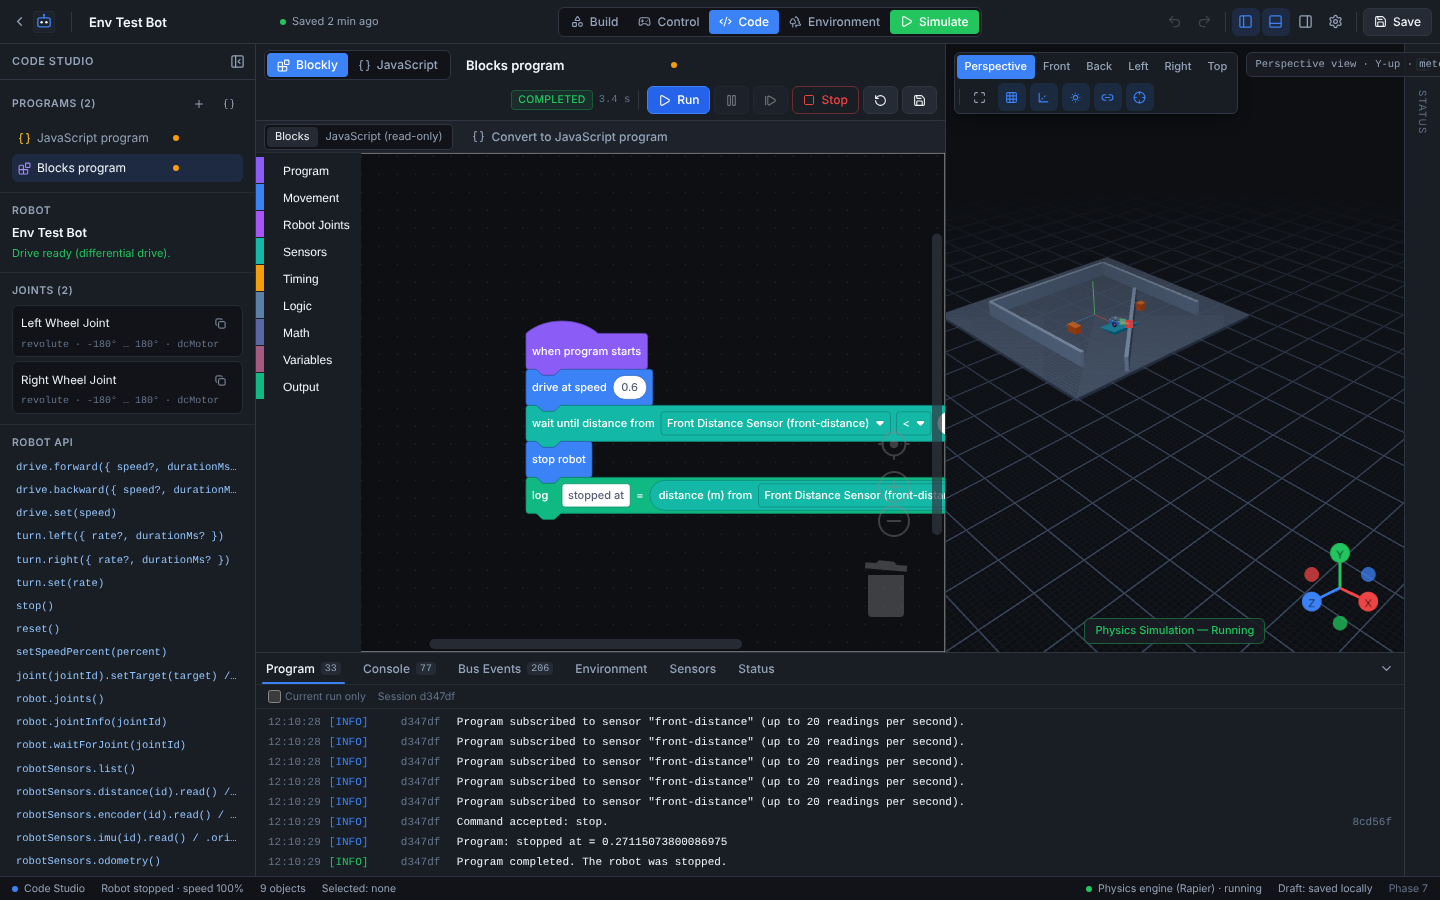 Env Test Bot
Saved 2 min ago
Build
Control
Code
Environment
Simulate
Save
CODE STUDIO
PROGRAMS (2)
{ }
{ } JavaScript program
Blocks program
ROBOT
Env Test Bot
Drive ready (differential drive).
JOINTS (2)
Left Wheel Joint
revolute · -180° … 180° · dcMotor
Right Wheel Joint
revolute · -180° … 180° · dcMotor
ROBOT API
drive.forward({ speed?, durationMs…
drive.backward({ speed?, durationM…
drive.set(speed)
turn.left({ rate?, durationMs? })
turn.right({ rate?, durationMs? })
turn.set(rate)
stop()
reset()
setSpeedPercent(percent)
joint(jointId).setTarget(target) /…
robot.joints()
robot.jointInfo(jointId)
robot.waitForJoint(jointId)
robotSensors.list()
robotSensors.distance(id).read() /…
robotSensors.encoder(id).read() / …
robotSensors.imu(id).read() / .ori…
robotSensors.odometry()
Blockly
{ } JavaScript
Blocks program
COMPLETED
3.4 s
Run
Stop
Blocks
JavaScript (read-only)
{ } Convert to JavaScript program
Program
Movement
Robot Joints
Sensors
Timing
Logic
Math
Variables
Output
when program starts
drive at speed 0.6
wait until distance from Front Distance Sensor (front-distance) <
stop robot
log stopped at = distance (m) from Front Distance Sensor (front-dista
Perspective
Front
Back
Left
Right
Top
Perspective view · Y-up ·
STATUS
Y
Z
X
Physics Simulation — Running
Program 33
Console 77
Bus Events 206
Environment
Sensors
Status
Current run only
Session d347df
12:10:28 [INFO] d347df Program subscribed to sensor "front-distance" (up to 20 readings per second).
12:10:28 [INFO] d347df Program subscribed to sensor "front-distance" (up to 20 readings per second).
12:10:28 [INFO] d347df Program subscribed to sensor "front-distance" (up to 20 readings per second).
12:10:28 [INFO] d347df Program subscribed to sensor "front-distance" (up to 20 readings per second).
12:10:29 [INFO] d347df Program subscribed to sensor "front-distance" (up to 20 readings per second).
12:10:29 [INFO] d347df Command accepted: stop. 8cd56f
12:10:29 [INFO] d347df Program: stopped at = 0.27115073800086975
12:10:29 [INFO] d347df Program completed. The robot was stopped.
Code Studio
Robot stopped · speed 100%
9 objects
Selected: none
Physics engine (Rapier) · running
Draft: saved locally
Phase 7